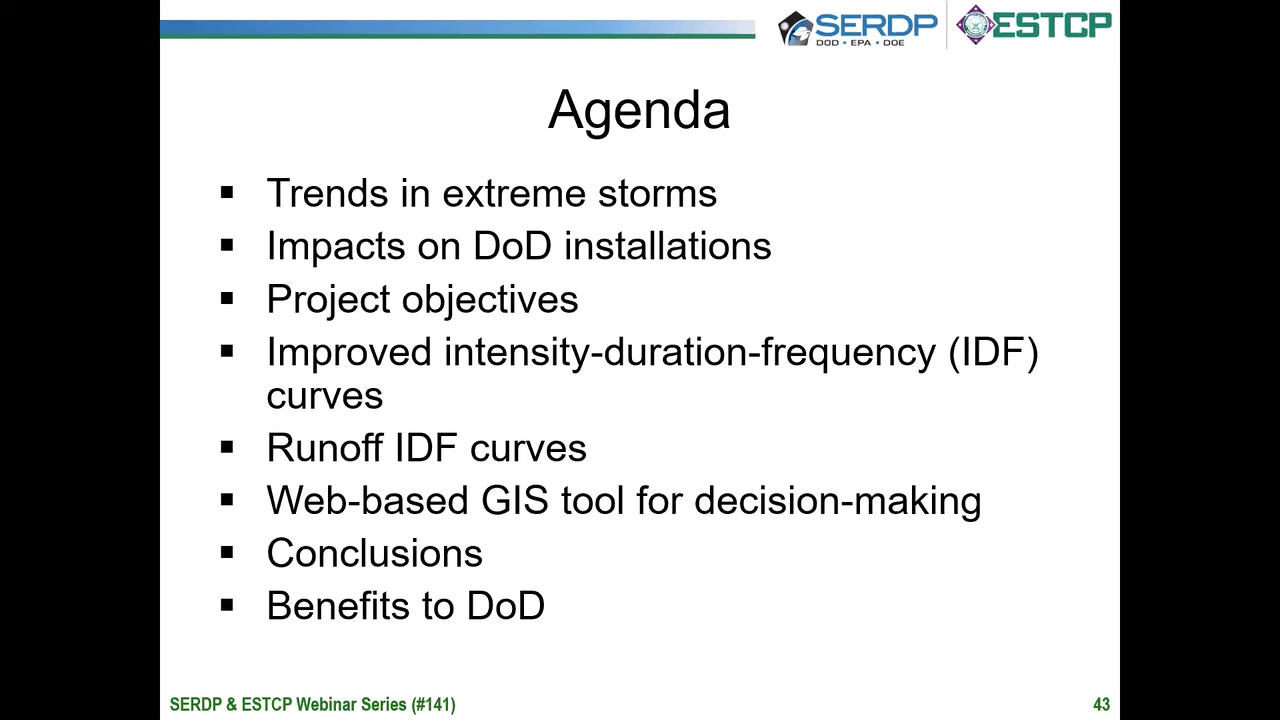 SERDP
DOD • EPA • DOE
ESTCP
Agenda
▪ Trends in extreme storms
▪ Impacts on DoD installations
▪ Project objectives
▪ Improved intensity-duration-frequency (IDF)
curves
▪ Runoff IDF curves
▪ Web-based GIS tool for decision-making
▪ Conclusions
▪ Benefits to DoD
SERDP & ESTCP Webinar Series (#141)
43